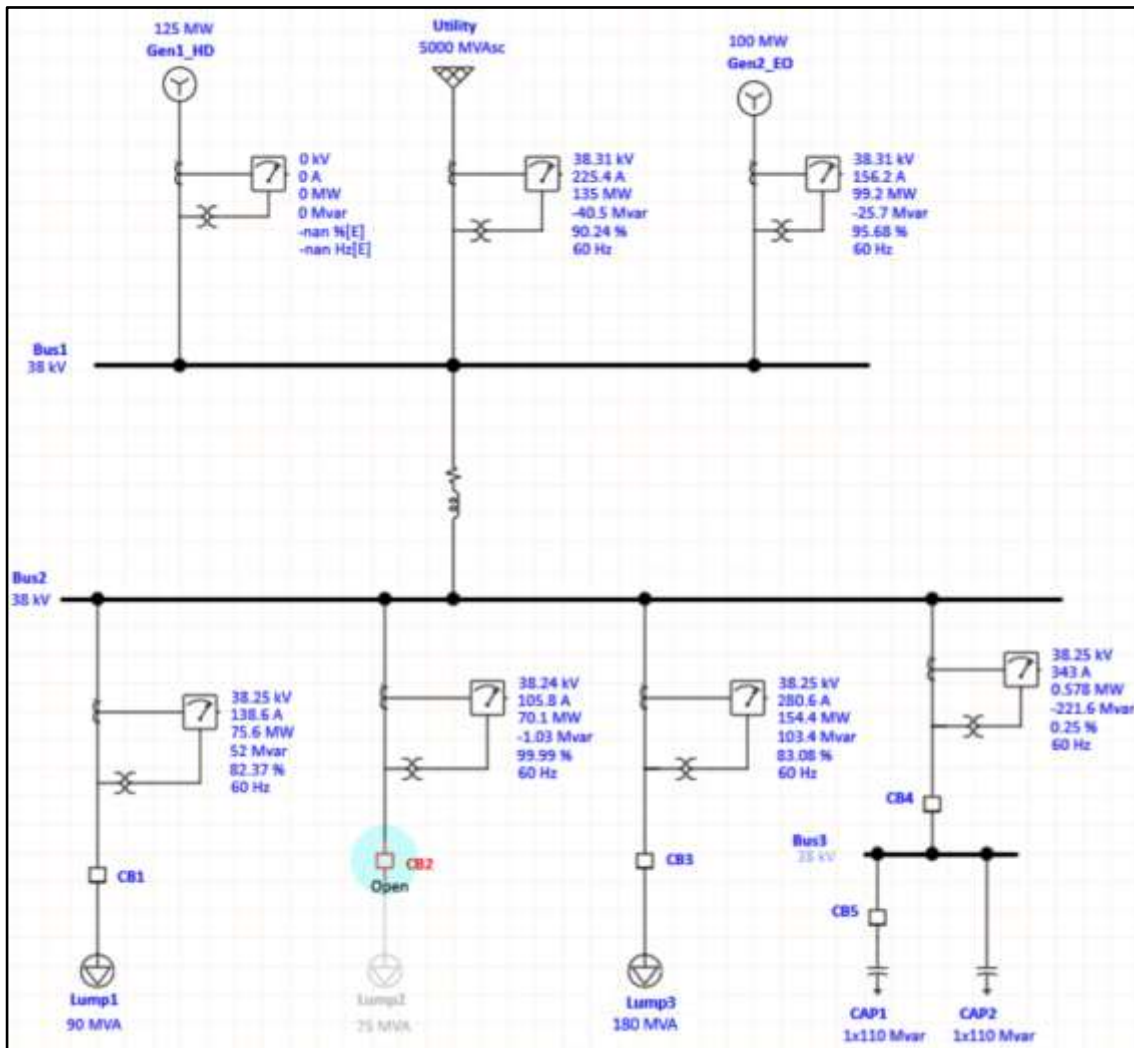 125 MW
Gen1_HD
Utility
5000 MVAsc
100 MW
Gen2_EO
0 kV
0 A
0 MW
0 Mvar
-nan %[E]
-nan Hz[E]
38.31 kV
225.4 A
135 MW
-40.5 Mvar
90.24 %
60 Hz
38.31 kV
156.2 A
99.2 MW
-25.7 Mvar
95.68 %
60 Hz
Bus1
38 kV
Bus2
38 kV
38.25 kV
138.6 A
75.6 MW
52 Mvar
82.37 %
60 Hz
38.24 kV
105.8 A
70.1 MW
-1.03 Mvar
99.99 %
60 Hz
38.25 kV
280.6 A
154.4 MW
103.4 Mvar
83.08 %
60 Hz
38.25 kV
343 A
0.578 MW
-221.6 Mvar
0.25 %
60 Hz
CB4
Bus3
38 kV
CB1
CB2
Open
CB3
CB5
Lump1
90 MVA
Lump2
75 MVA
Lump3
180 MVA
CAP1
1x110 Mvar
CAP2
1x110 Mvar